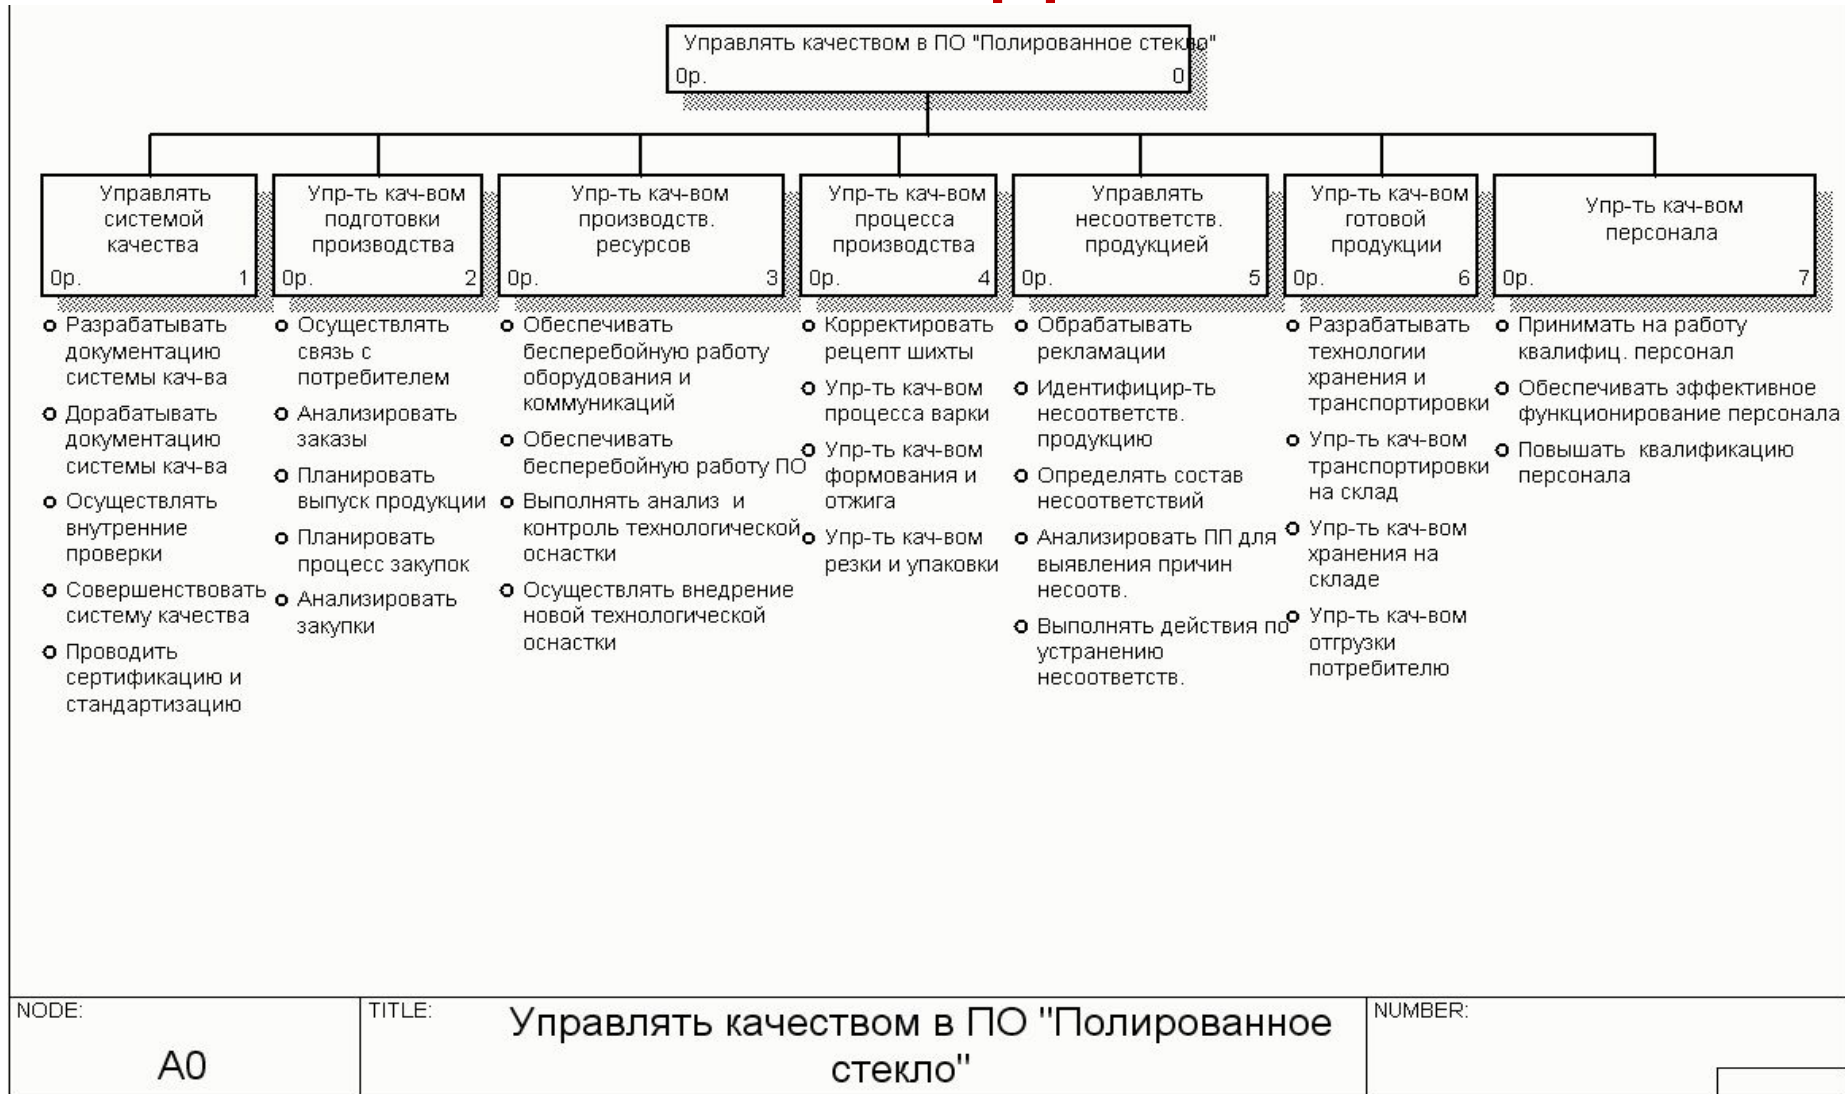 Управлять качеством в ПО "Полированное стекло"
0р. 0
Управлять
системой
качества
0р. 1
Упр-ть кач-вом
подготовки
производства
0р. 2
Упр-ть кач-вом
производств.
ресурсов
0р. 3
Упр-ть кач-вом
процесса
производства
0р. 4
Управлять
несоответств.
продукцией
0р. 5
Упр-ть кач-вом
готовой
продукции
0р. 6
Упр-ть кач-вом
персонала
0р. 7
Разрабатывать
документацию
системы кач-ва
Дорабатывать
документацию
системы кач-ва
Осуществлять
внутренние
проверки
Совершенствовать
систему качества
Проводить
сертификацию и
стандартизацию
Осуществлять
связь с
потребителем
Анализировать
заказы
Планировать
выпуск продукции
Планировать
процесс закупок
Анализировать
закупки
Обеспечивать
бесперебойную работу
оборудования и
коммуникаций
Обеспечивать
бесперебойную работу ПО
Выполнять анализ и
контроль технологической
оснастки
Осуществлять внедрение
новой технологической
оснастки
Корректировать
рецепт шихты
Упр-ть кач-вом
процесса варки
Упр-ть кач-вом
формования и
отжига
Упр-ть кач-вом
резки и упаковки
Обрабатывать
рекламации
Идентифицир-ть
несоответств.
продукцию
Определять состав
несоответствий
Анализировать ПП для
выявления причин
несоотв.
Выполнять действия по
устранению
несоответств.
Разрабатывать
технологии
хранения и
транспортировки
Упр-ть кач-вом
транспортировки
на склад
Упр-ть кач-вом
хранения на
складе
Упр-ть кач-вом
отгрузки
потребителю
Принимать на работу
квалифиц. персонал
Обеспечивать эффективное
функционирование персонала
Повышать квалификацию
персонала
NODE:
A0
TITLE:
Управлять качеством в ПО "Полированное
стекло"
NUMBER: